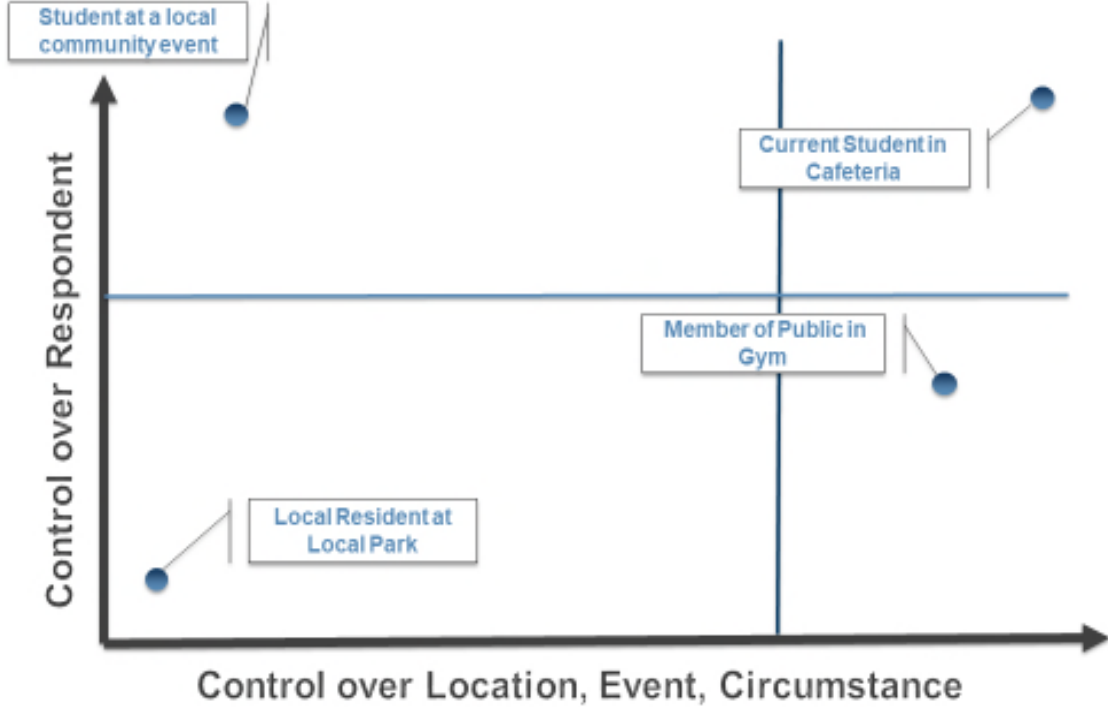 Student at a local
community event
Current Student in
Cafeteria
Member of Public in
Gym
Local Resident at
Local Park
Control over Respondent
Control over Location, Event, Circumstance